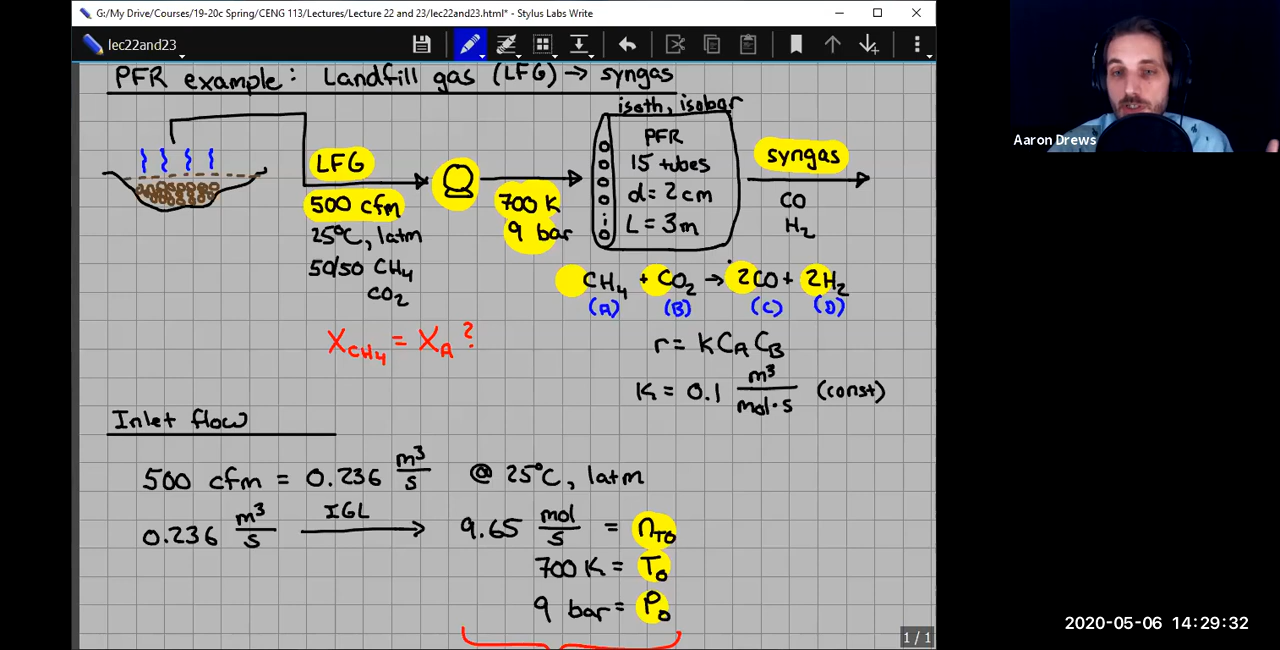 G:/My Drive/Courses/19-20c Spring/CENG 113/Lectures/Lecture 22 and 23/lec22and23.html* - Stylus Labs Write
lec22and23
Aaron Drews
PFR example: Landfill gas (LFG) → syngas
isoth, isobar
PFR
15 tubes
d = 2 cm
L = 3 m
LFG
500 cfm
25°C, 1atm
50/50 CH4
CO2
700 K
9 bar
syngas
CO
H2
CH4 + CO2 → 2CO + 2H2
(A) (B) (C) (D)
XCH4 = XA ?
r = k CA CB
k = 0.1 m³/mol·s (const)
Inlet flow
500 cfm = 0.236 m³/s @ 25°C, 1atm
0.236 m³/s IGL → 9.65 mol/s = nT0
700 K = T0
9 bar = P0
1 / 1
2020-05-06 14:29:32